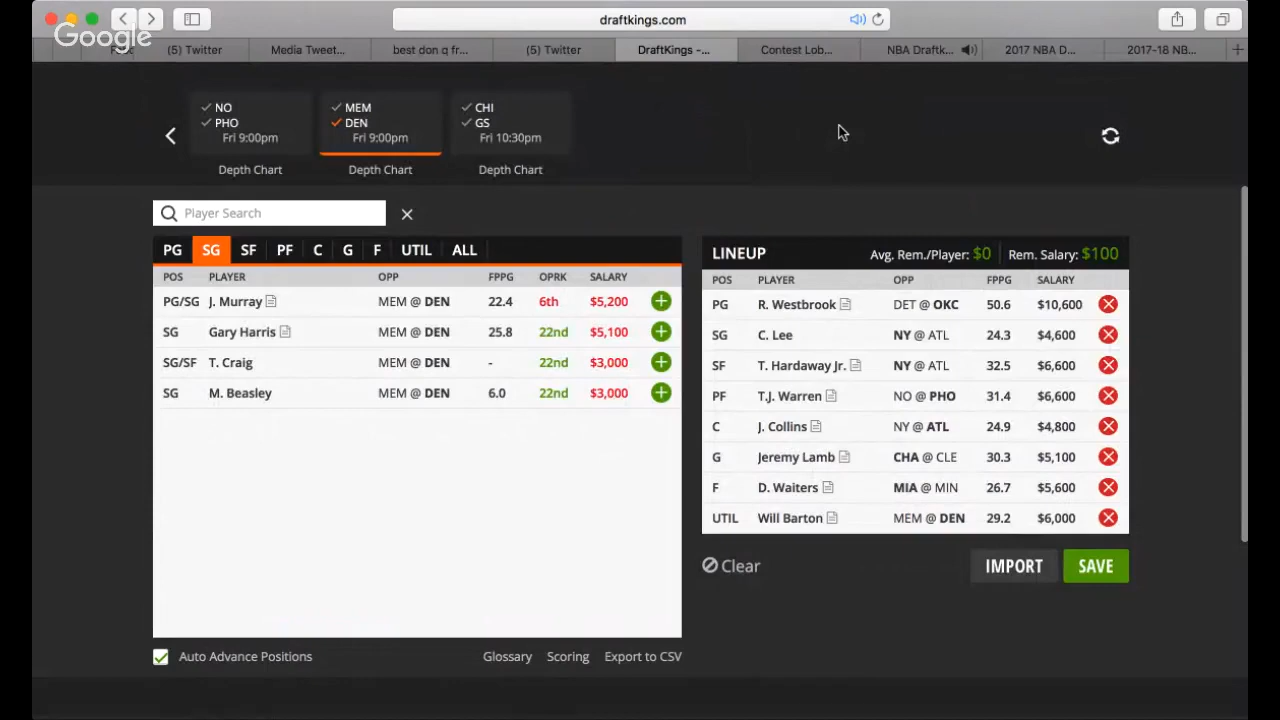 draftkings.com
Google
(5) Twitter
Media Tweet...
best don q fr...
(5) Twitter
DraftKings -...
Contest Lob...
NBA Draftk...
2017 NBA D...
2017-18 NB...
NO
PHO
Fri 9:00pm
MEM
DEN
Fri 9:00pm
CHI
GS
Fri 10:30pm
Depth Chart
Depth Chart
Depth Chart
Player Search
PG SG SF PF C G F UTIL ALL
POS PLAYER OPP FPPG OPRK SALARY
PG/SG J. Murray MEM @ DEN 22.4 6th $5,200
SG Gary Harris MEM @ DEN 25.8 22nd $5,100
SG/SF T. Craig MEM @ DEN - 22nd $3,000
SG M. Beasley MEM @ DEN 6.0 22nd $3,000
LINEUP Avg. Rem./Player: $0 Rem. Salary: $100
POS PLAYER OPP FPPG SALARY
PG R. Westbrook DET @ OKC 50.6 $10,600
SG C. Lee NY @ ATL 24.3 $4,600
SF T. Hardaway Jr. NY @ ATL 32.5 $6,600
PF T.J. Warren NO @ PHO 31.4 $6,600
C J. Collins NY @ ATL 24.9 $4,800
G Jeremy Lamb CHA @ CLE 30.3 $5,100
F D. Waiters MIA @ MIN 26.7 $5,600
UTIL Will Barton MEM @ DEN 29.2 $6,000
Clear
IMPORT
SAVE
Auto Advance Positions
Glossary Scoring Export to CSV